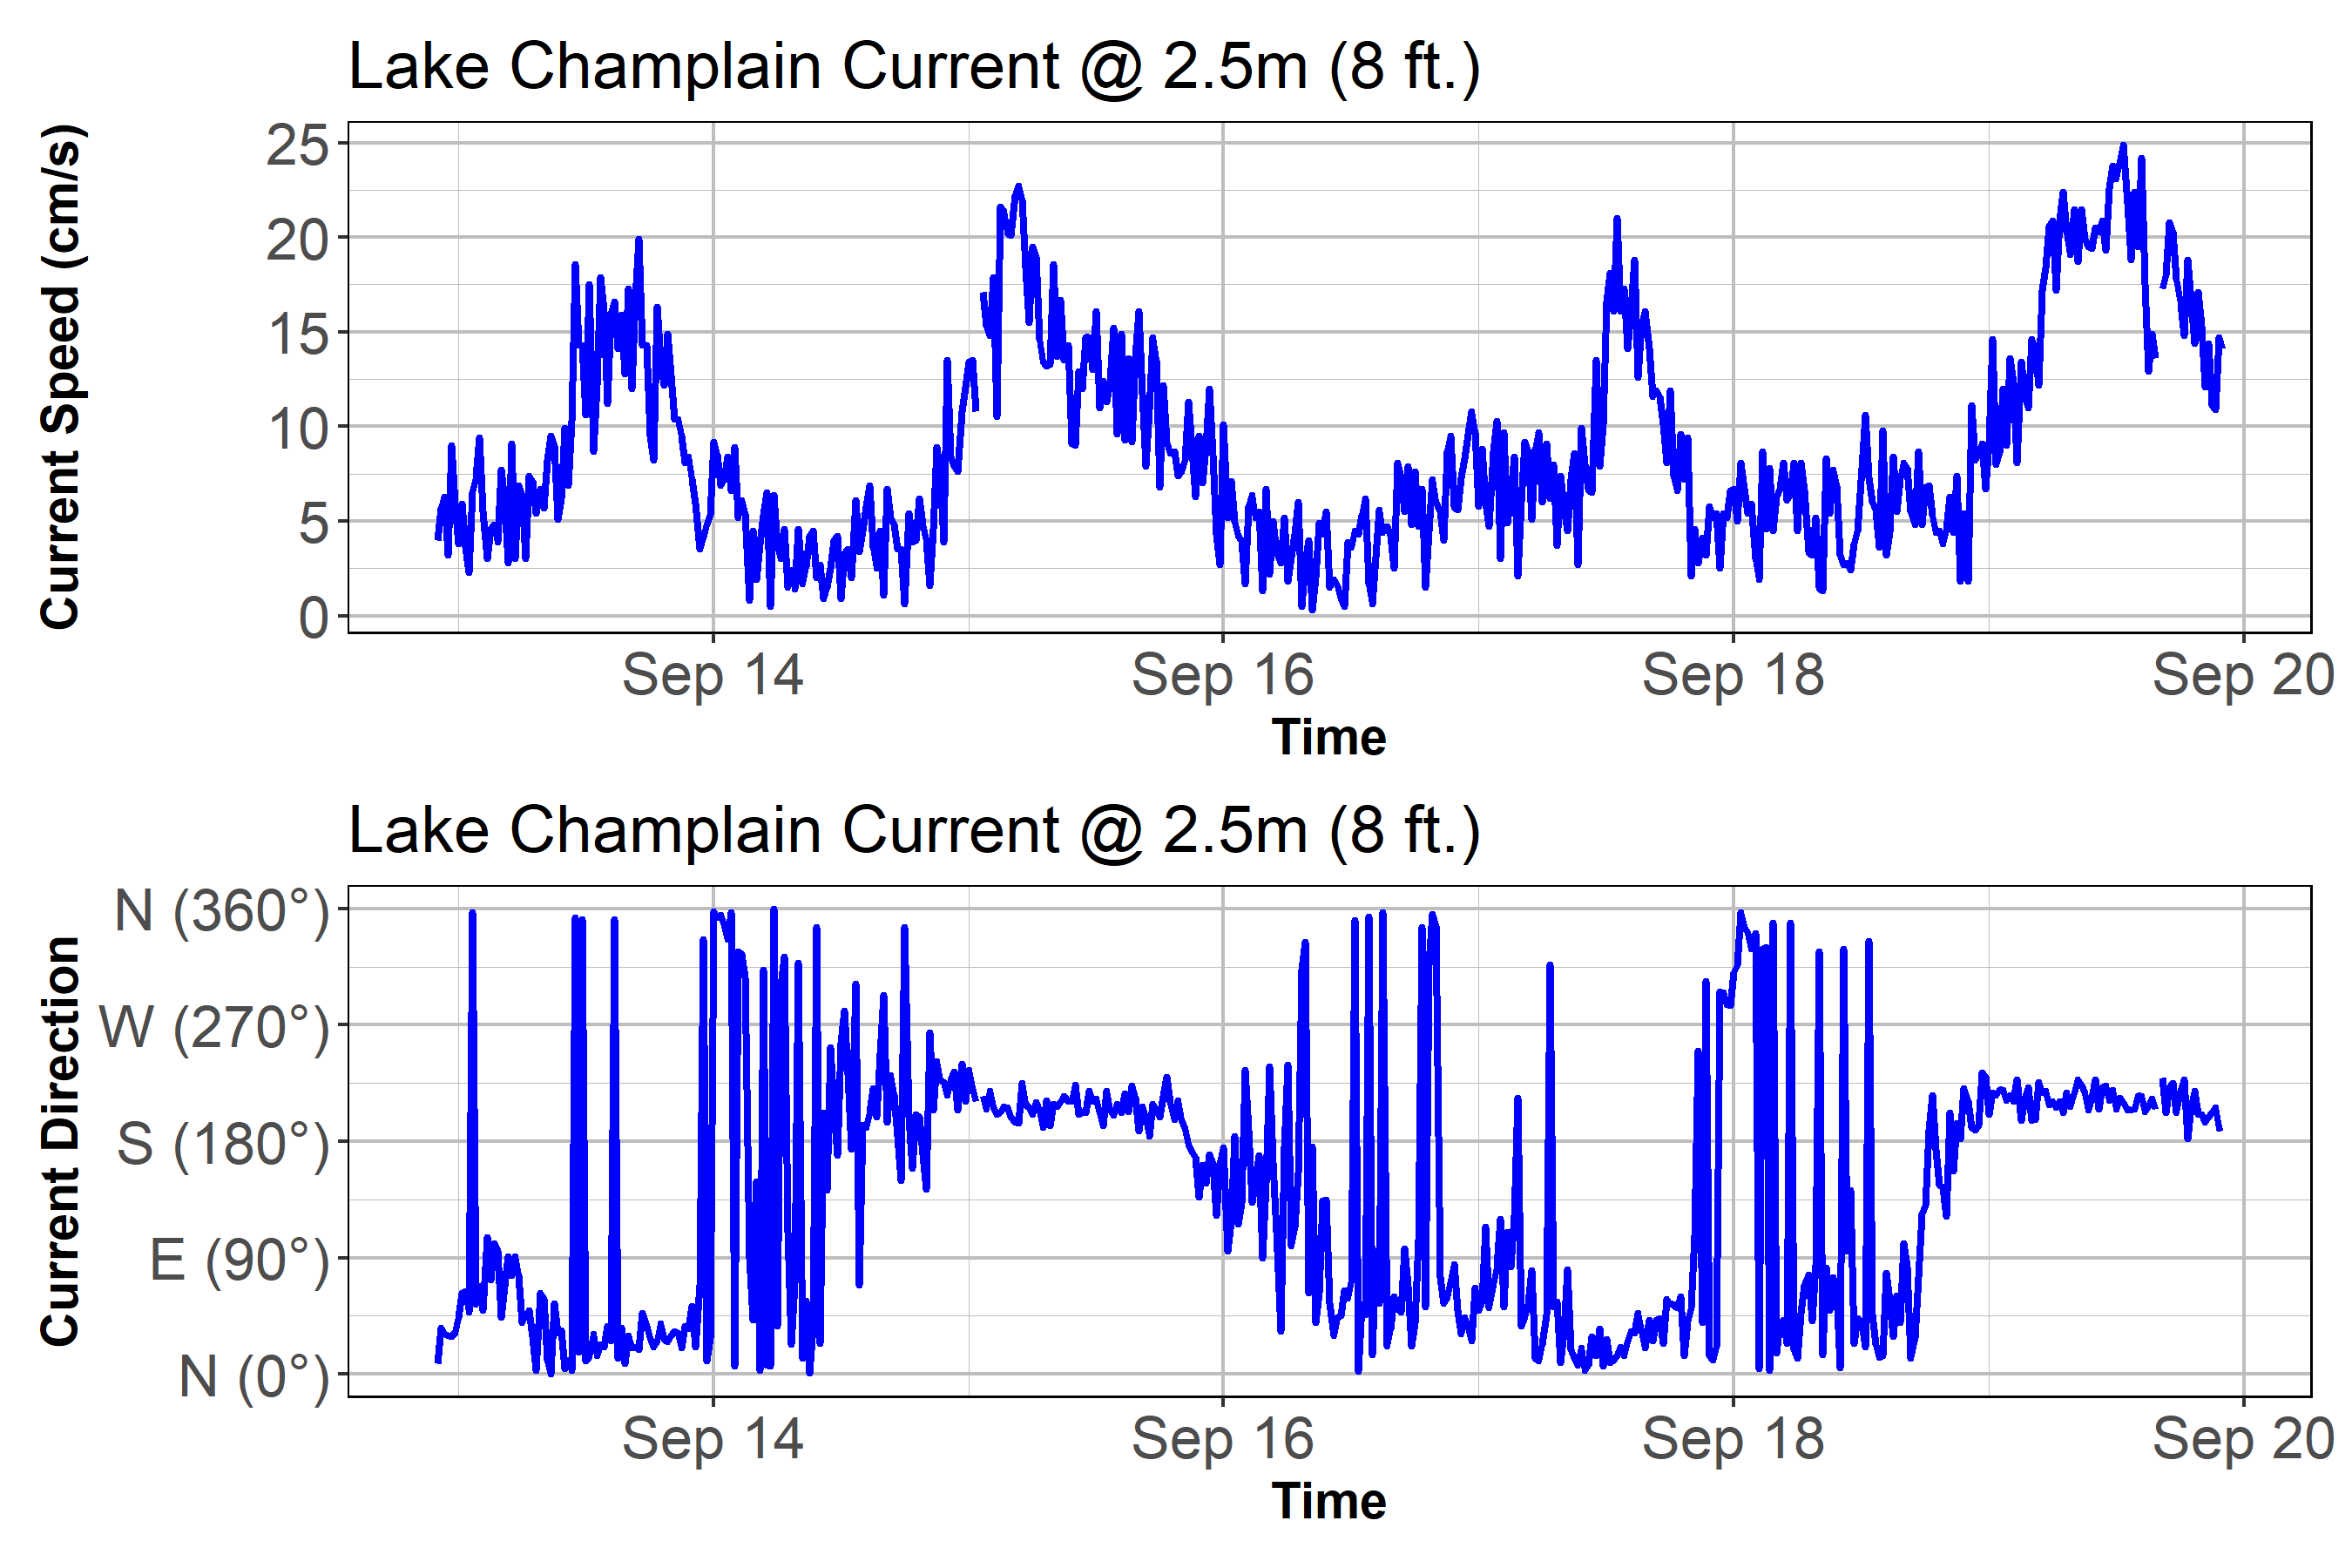 Lake Champlain Current @ 2.5m (8 ft.)
Current Speed (cm/s)
25
20
15
10
5
0
Sep 14 Sep 16 Sep 18 Sep 20
Time
Lake Champlain Current @ 2.5m (8 ft.)
Current Direction
N (360°)
W (270°)
S (180°)
E (90°)
N (0°)
Sep 14 Sep 16 Sep 18 Sep 20
Time